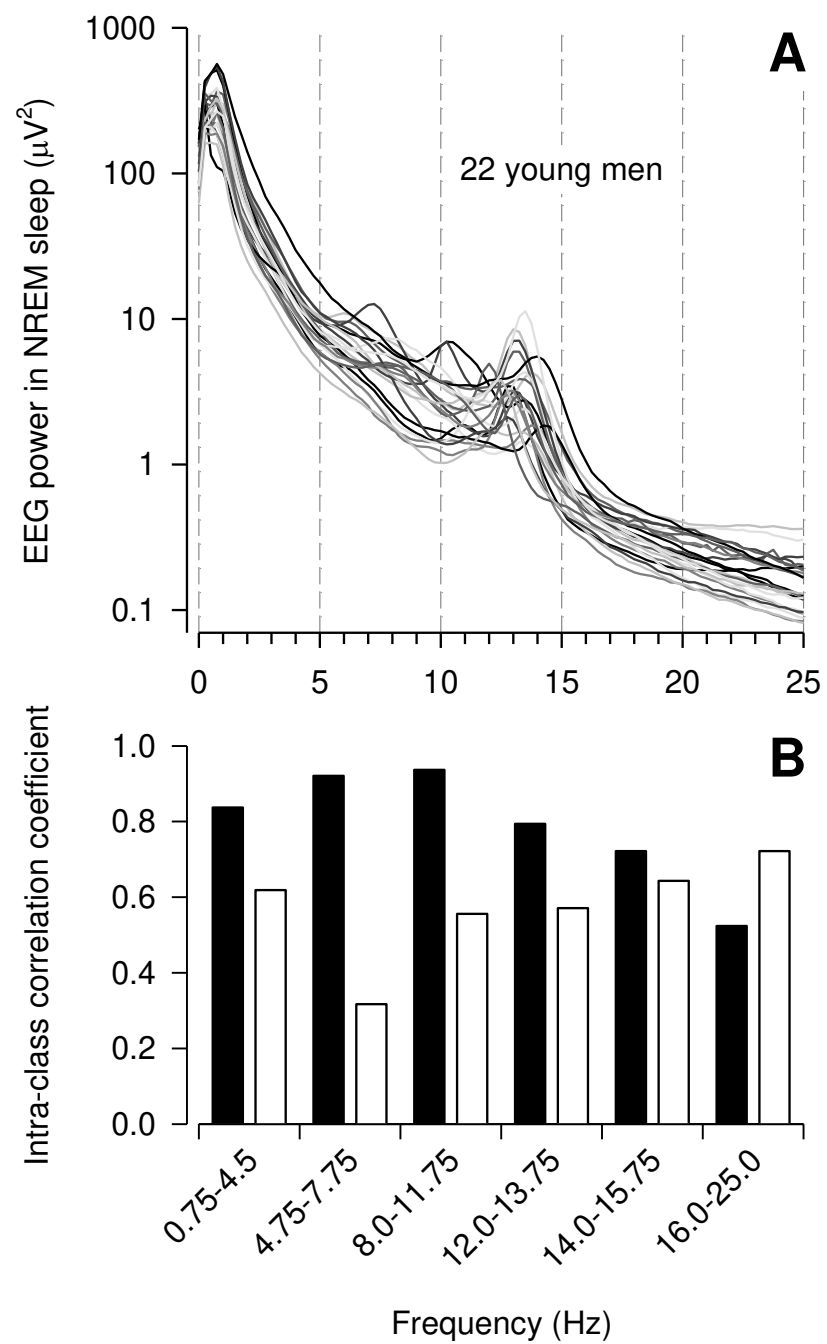 A
EEG power in NREM sleep (μV²)
1000
100
10
1
0.1
22 young men
0 5 10 15 20 25
B
Intra-class correlation coefficient
1.0
0.8
0.6
0.4
0.2
0.0
0.75-4.5
4.75-7.75
8.0-11.75
12.0-13.75
14.0-15.75
16.0-25.0
Frequency (Hz)